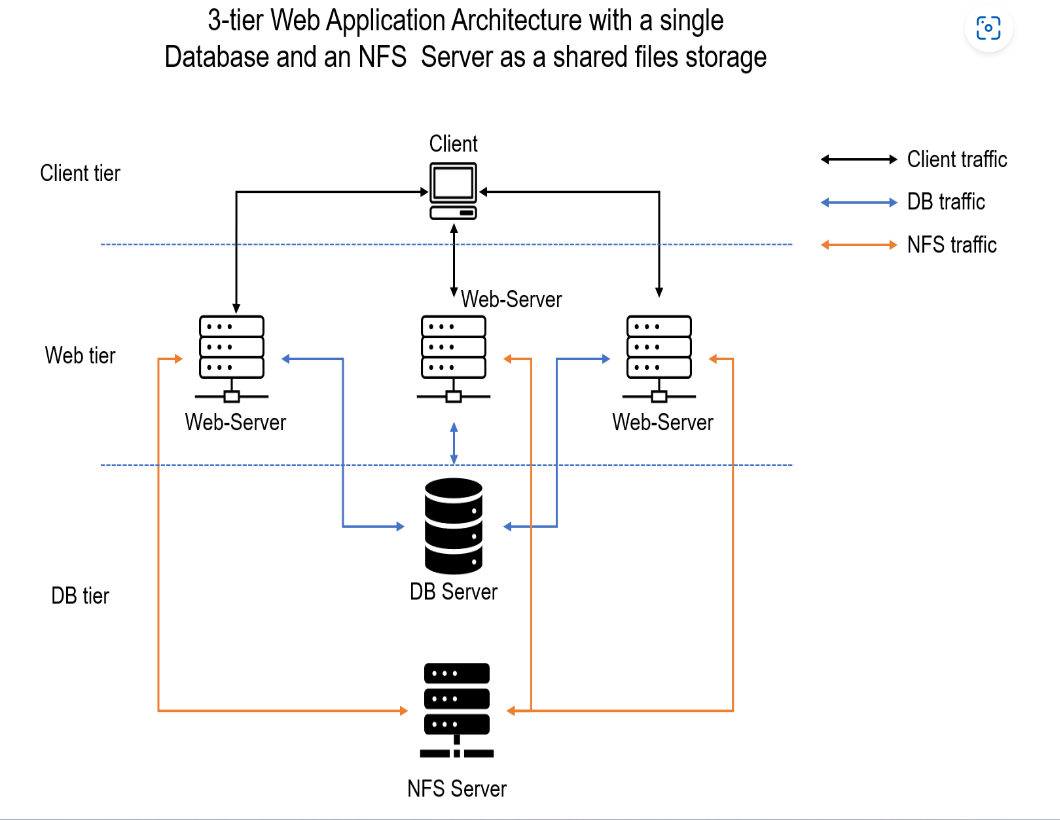 3-tier Web Application Architecture with a single
Database and an NFS Server as a shared files storage
Client
Client tier
Client traffic
DB traffic
NFS traffic
Web-Server
Web tier
Web-Server
Web-Server
DB Server
DB tier
NFS Server